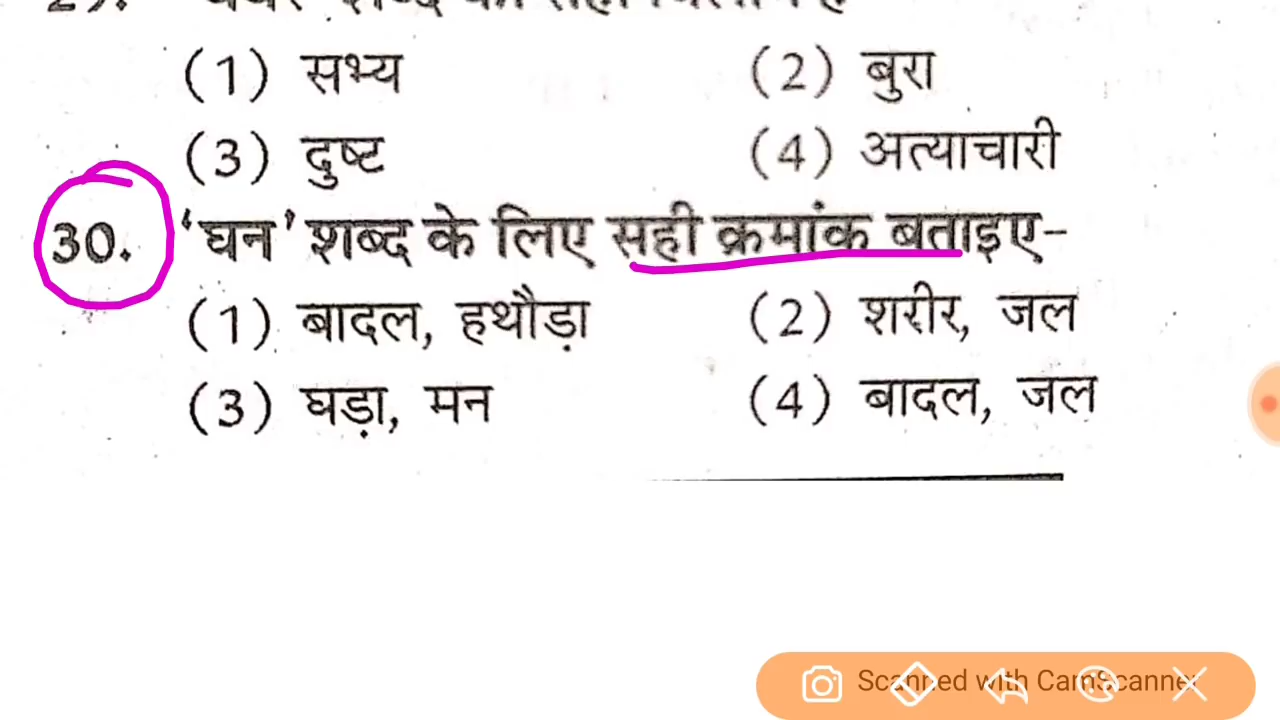 (1) सभ्य (2) बुरा
(3) दुष्ट (4) अत्याचारी
30. 'घन' शब्द के लिए सही क्रमांक बताइए-
(1) बादल, हथौड़ा (2) शरीर, जल
(3) घड़ा, मन (4) बादल, जल
Scanned with CamScanner